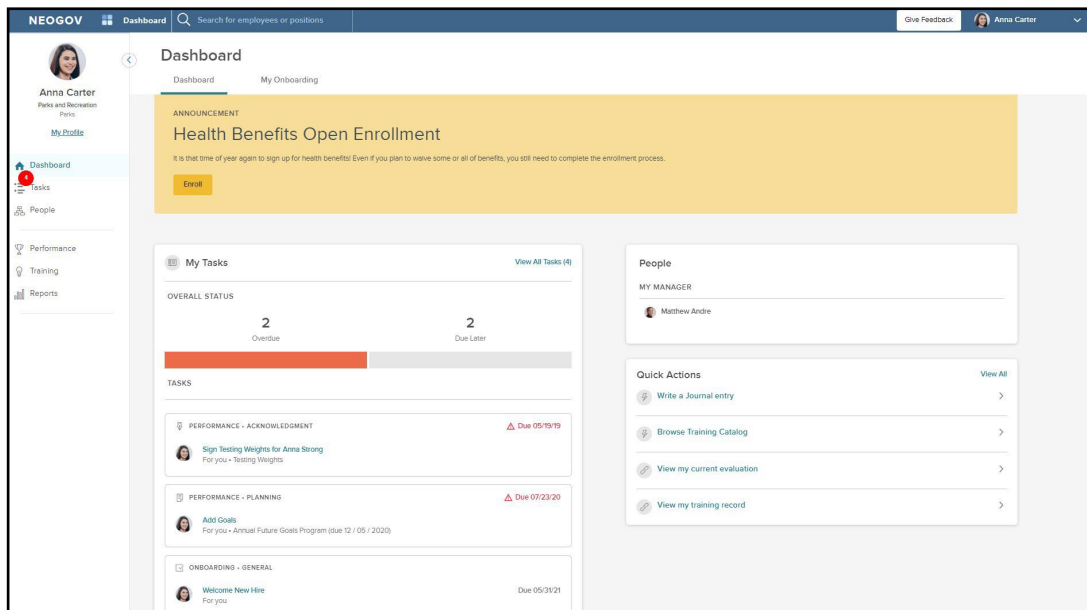 NEOGOV Dashboard Search for employees or positions Give Feedback Anna Carter
Anna Carter
Parks and Recreation
Parks
My Profile
Dashboard
4
Tasks
People
Performance
Training
Reports
Dashboard
Dashboard My Onboarding
ANNOUNCEMENT
Health Benefits Open Enrollment
It is that time of year again to sign up for health benefits! Even if you plan to waive some or all of benefits, you still need to complete the enrollment process.
Enroll
My Tasks View All Tasks (4)
OVERALL STATUS
2 2
Overdue Due Later
TASKS
PERFORMANCE • ACKNOWLEDGMENT Due 05/19/19
Sign Testing Weights for Anna Strong
For you • Testing Weights
PERFORMANCE • PLANNING Due 07/23/20
Add Goals
For you • Annual Future Goals Program (due 12 / 05 / 2020)
ONBOARDING • GENERAL
Welcome New Hire Due 05/31/21
For you
People
MY MANAGER
Matthew Andre
Quick Actions View All
Write a Journal entry
Browse Training Catalog
View my current evaluation
View my training record